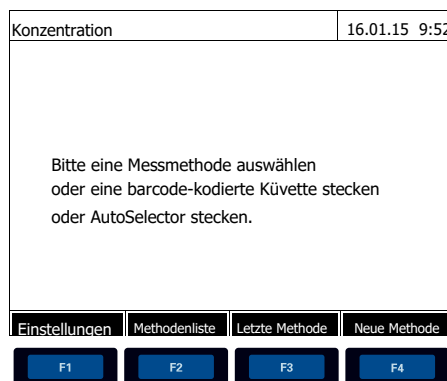 Konzentration 16.01.15 9:52
Bitte eine Messmethode auswählen
oder eine barcode-kodierte Küvette stecken
oder AutoSelector stecken.
Einstellungen Methodenliste Letzte Methode Neue Methode
F1 F2 F3 F4